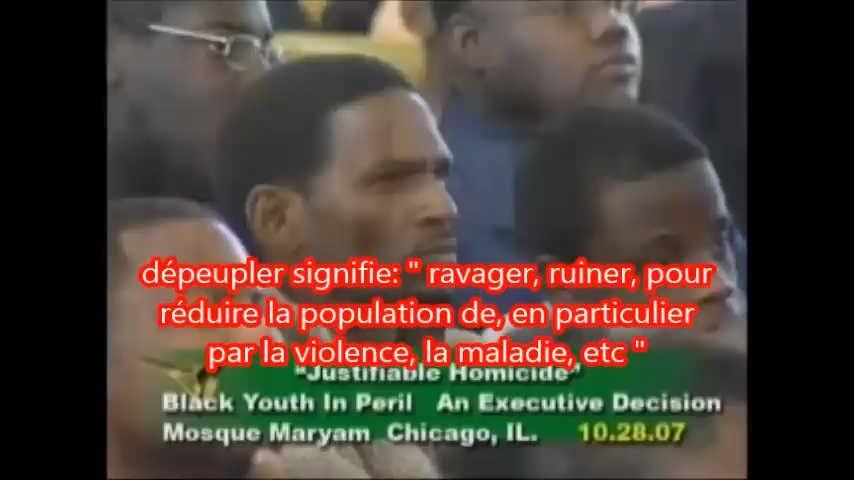 dépeupler signifie: " ravager, ruiner, pour
réduire la population de, en particulier
par la violence, la maladie, etc "
"Justifiable Homicide"
Black Youth In Peril An Executive Decision
Mosque Maryam Chicago, IL. 10.28.07